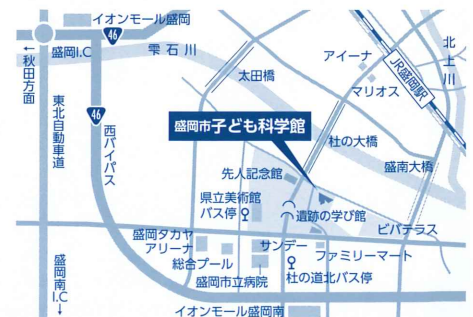 イオンモール盛岡
46
盛岡I.C
←秋田方面
雫石川
北上川
アイーナ
JR盛岡駅
太田橋
マリオス
東北自動車道
46
西バイパス
盛岡市子ども科学館
杜の大橋
盛南大橋
先人記念館
県立美術館
バス停
遺跡の学び館
ビバテラス
盛岡タカヤ
アリーナ
サンデー
ファミリーマート
総合プール
盛岡市立病院
杜の道北バス停
盛岡南
I.C
↓
イオンモール盛岡南